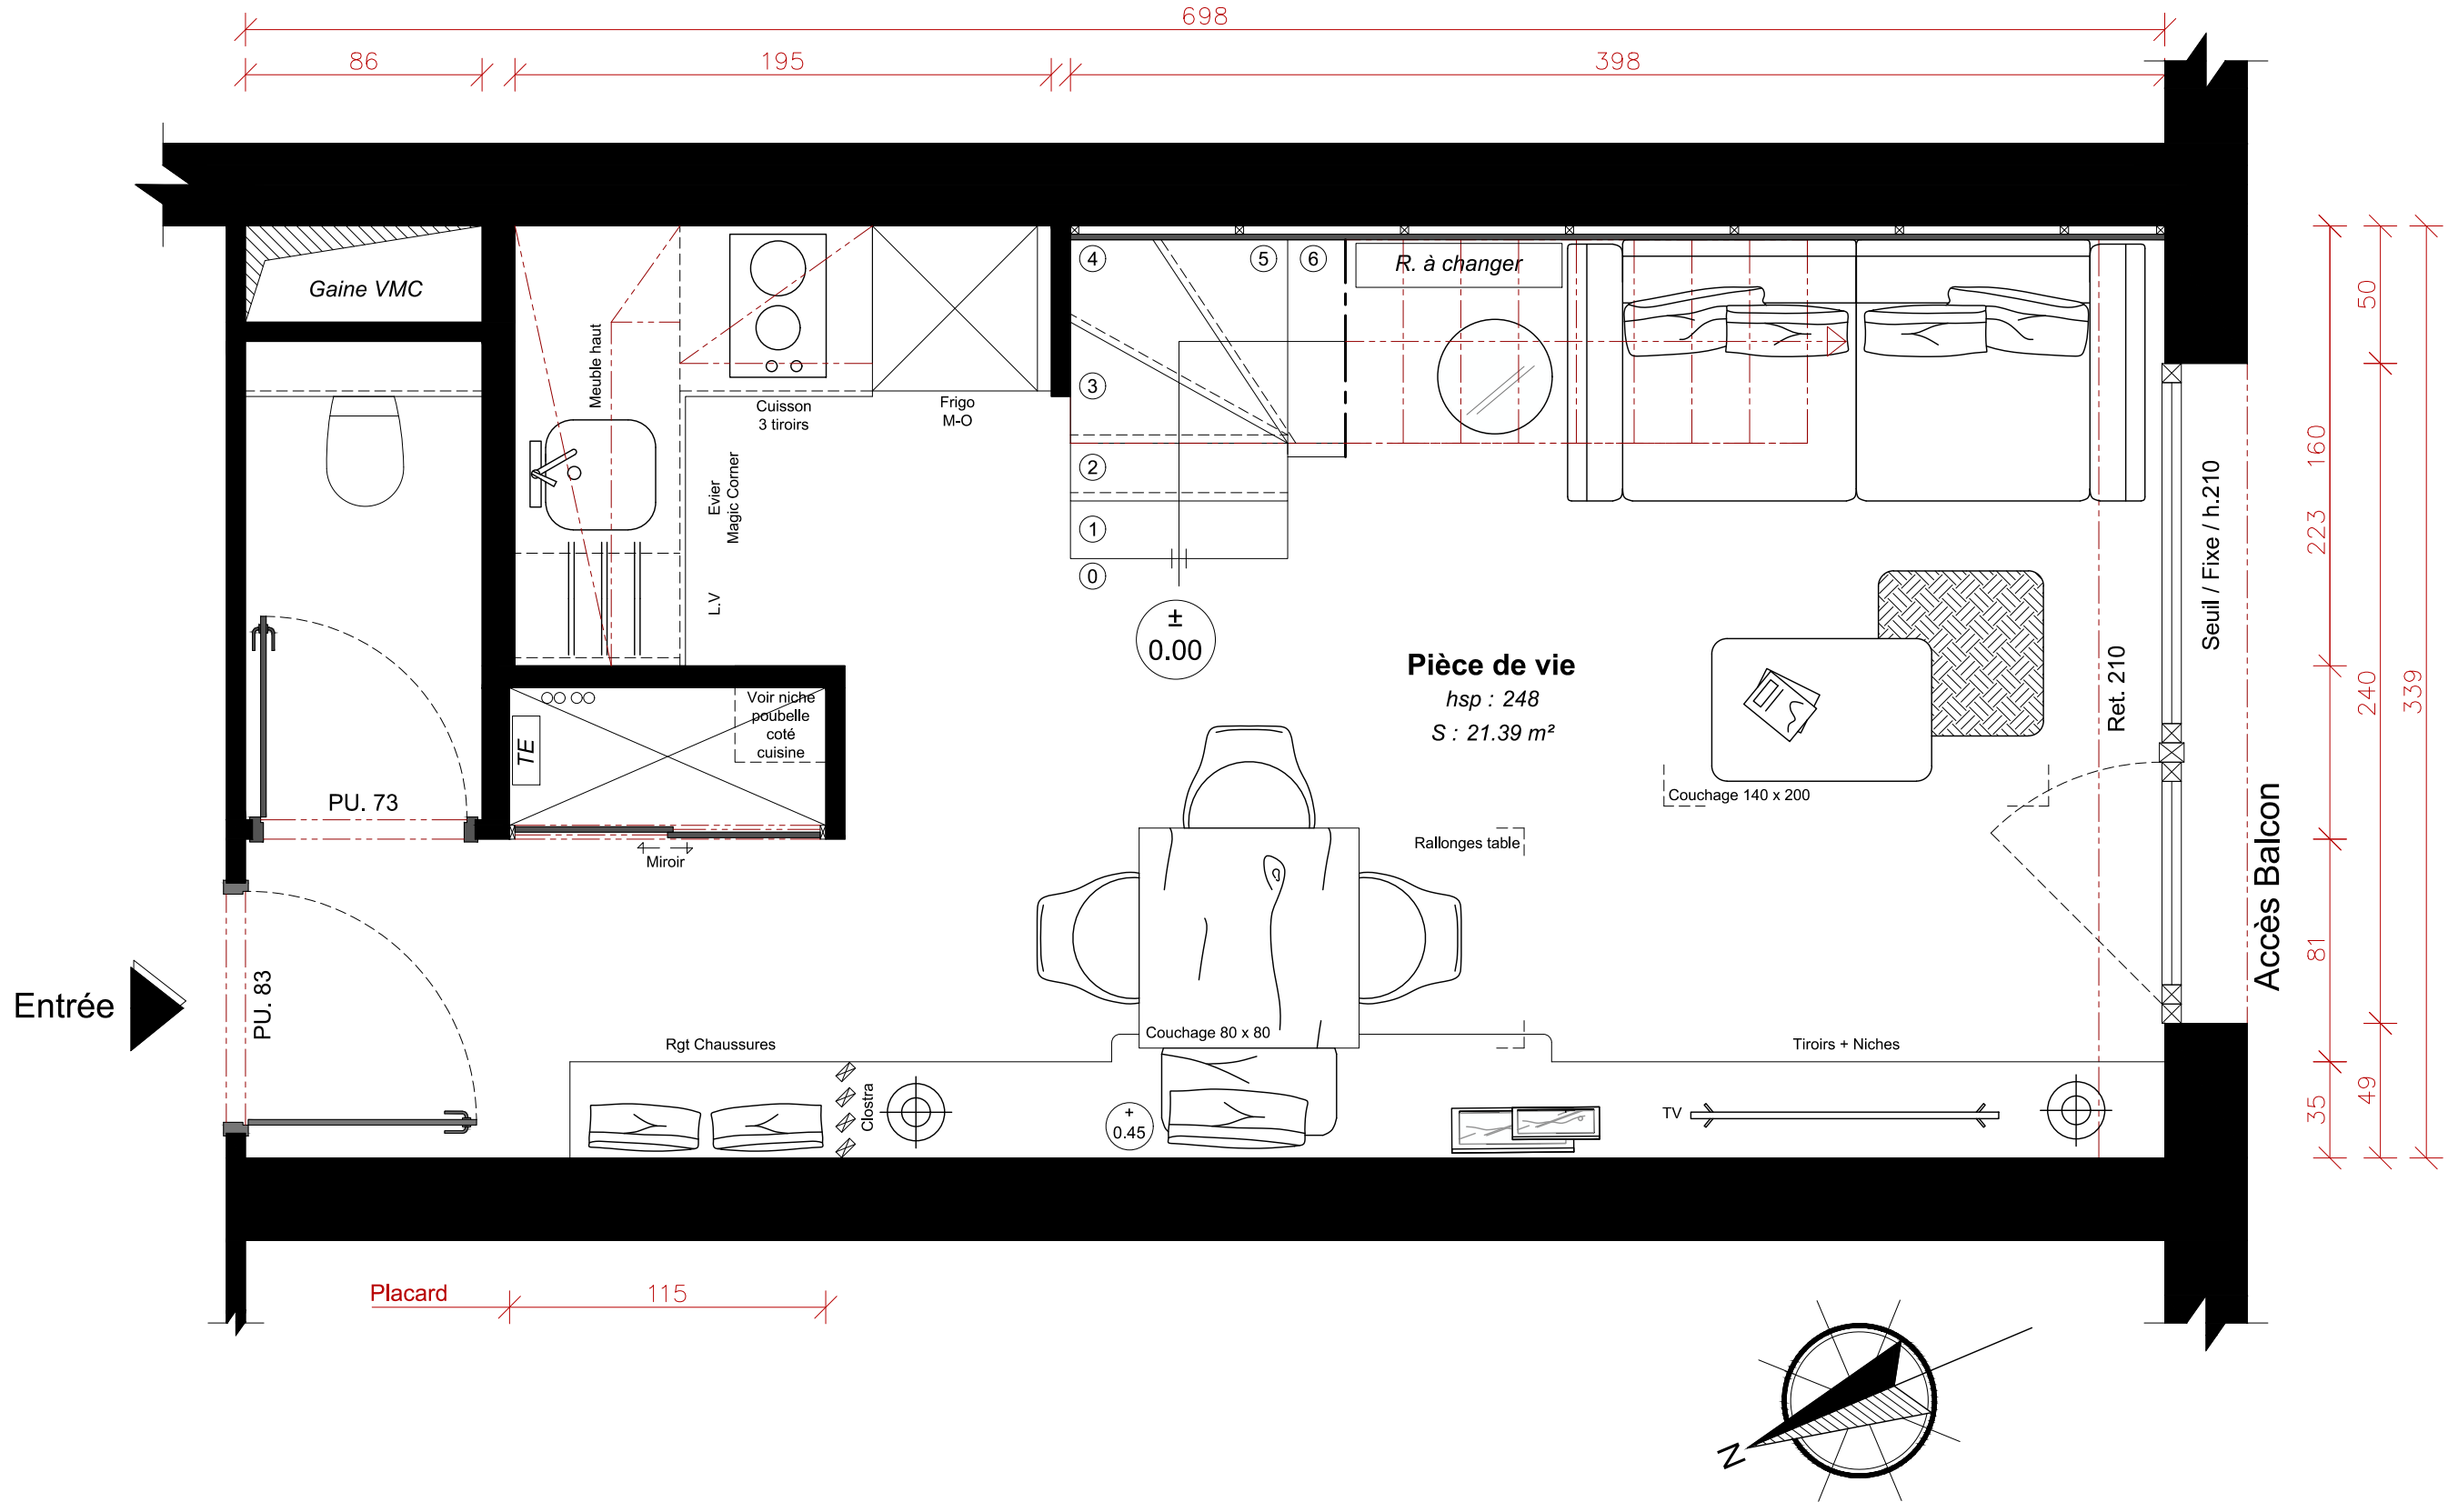 698
86
195
398
Gaine VMC
Meuble haut
Cuisson
3 tiroirs
Frigo
M-O
Evier
Magic Corner
L.V
4
5
6
3
2
1
0
R. à changer
±
0.00
Pièce de vie
hsp : 248
S : 21.39 m²
Ret. 210
Seuil / Fixe / h.210
Accès Balcon
50
160
223
240
339
81
35
49
TE
Voir niche
poubelle
coté
cuisine
PU. 73
Miroir
Couchage 140 x 200
Rallonges table
Entrée
PU. 83
Rgt Chaussures
Couchage 80 x 80
Tiroirs + Niches
Clostra
+
0.45
TV
Placard
115
N